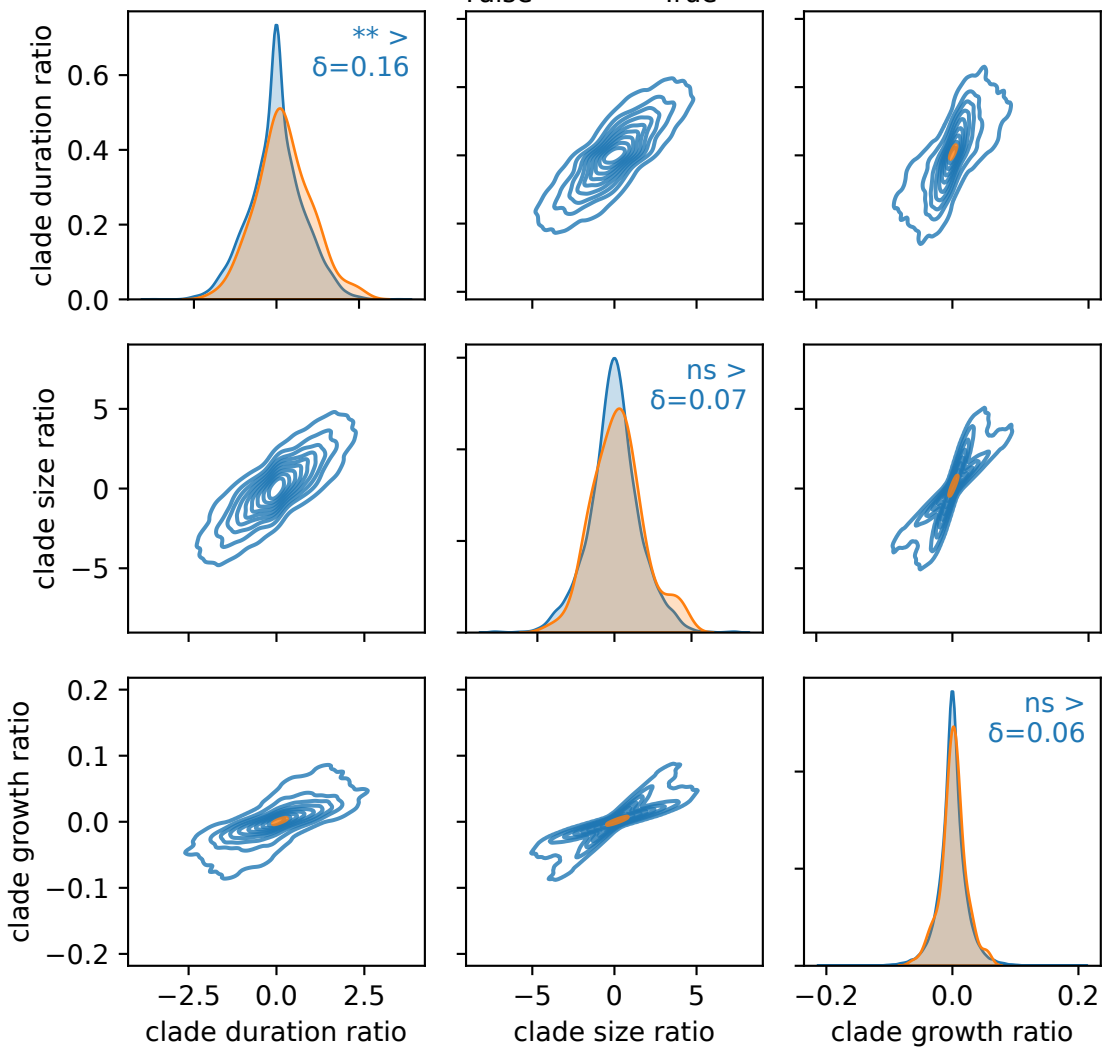 False True
clade duration ratio
0.6
0.4
0.2
0.0
** >
δ=0.16
clade size ratio
5
0
−5
ns >
δ=0.07
clade growth ratio
0.2
0.1
0.0
−0.1
−0.2
ns >
δ=0.06
−2.5 0.0 2.5
−5 0 5
−0.2 0.0 0.2
clade duration ratio
clade size ratio
clade growth ratio